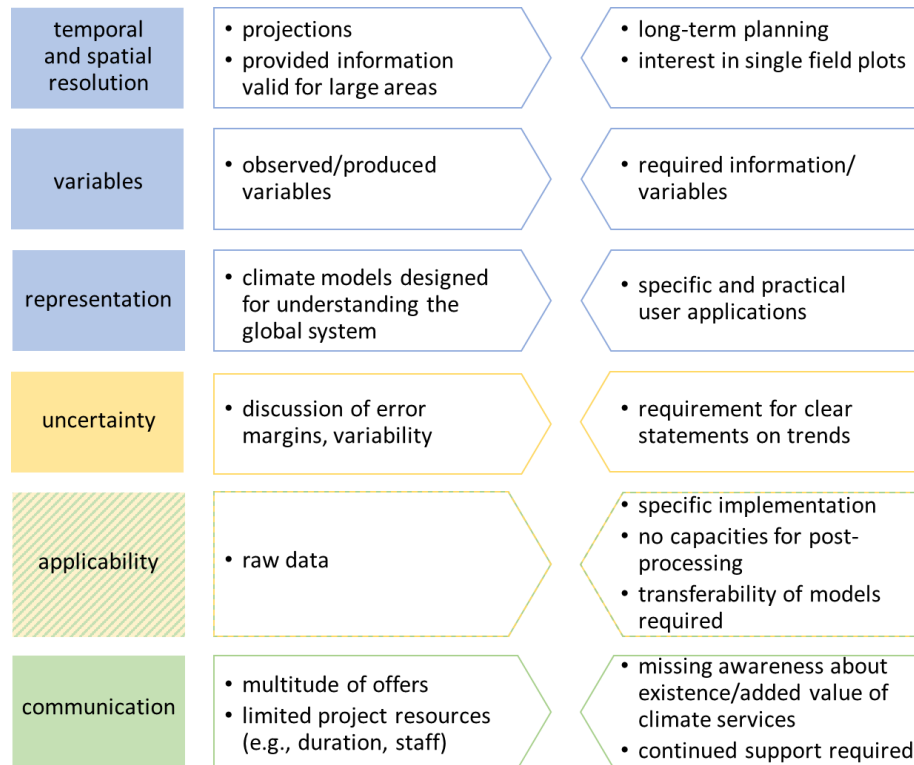 temporal
and spatial
resolution
• projections
• provided information
valid for large areas
• long-term planning
• interest in single field plots
variables
• observed/produced
variables
• required information/
variables
representation
• climate models designed
for understanding the
global system
• specific and practical
user applications
uncertainty
• discussion of error
margins, variability
• requirement for clear
statements on trends
applicability
• raw data
• specific implementation
• no capacities for post-
processing
• transferability of models
required
communication
• multitude of offers
• limited project resources
(e.g., duration, staff)
• missing awareness about
existence/added value of
climate services
• continued support required